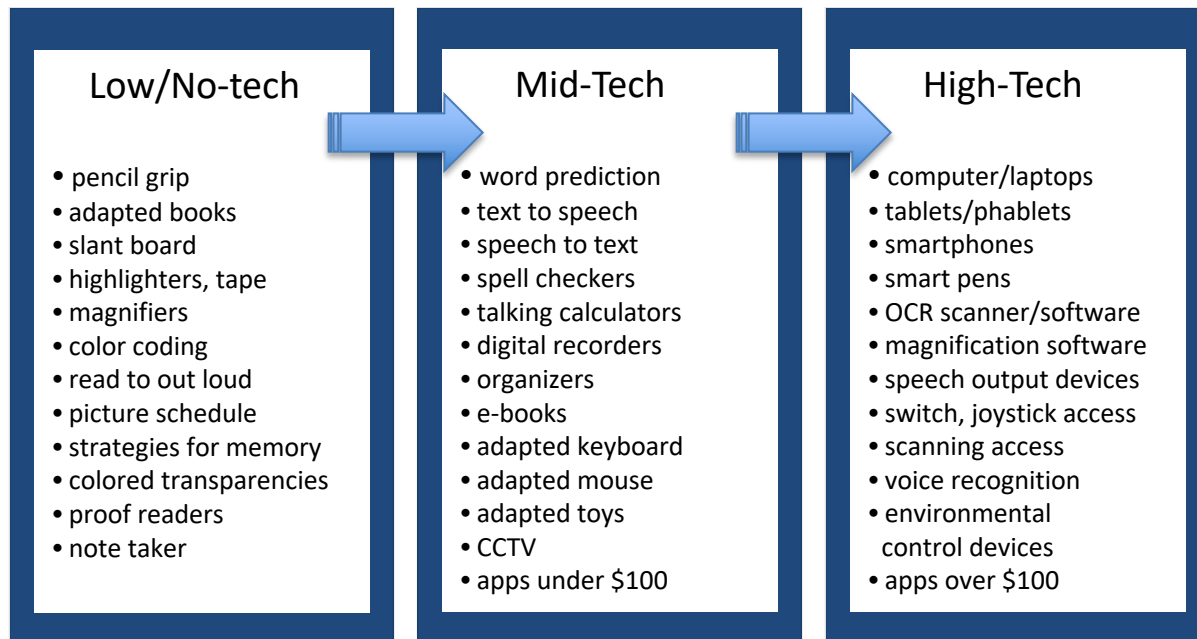 Low/No-tech
• pencil grip
• adapted books
• slant board
• highlighters, tape
• magnifiers
• color coding
• read to out loud
• picture schedule
• strategies for memory
• colored transparencies
• proof readers
• note taker
Mid-Tech
• word prediction
• text to speech
• speech to text
• spell checkers
• talking calculators
• digital recorders
• organizers
• e-books
• adapted keyboard
• adapted mouse
• adapted toys
• CCTV
• apps under $100
High-Tech
• computer/laptops
• tablets/phablets
• smartphones
• smart pens
• OCR scanner/software
• magnification software
• speech output devices
• switch, joystick access
• scanning access
• voice recognition
• environmental
control devices
• apps over $100